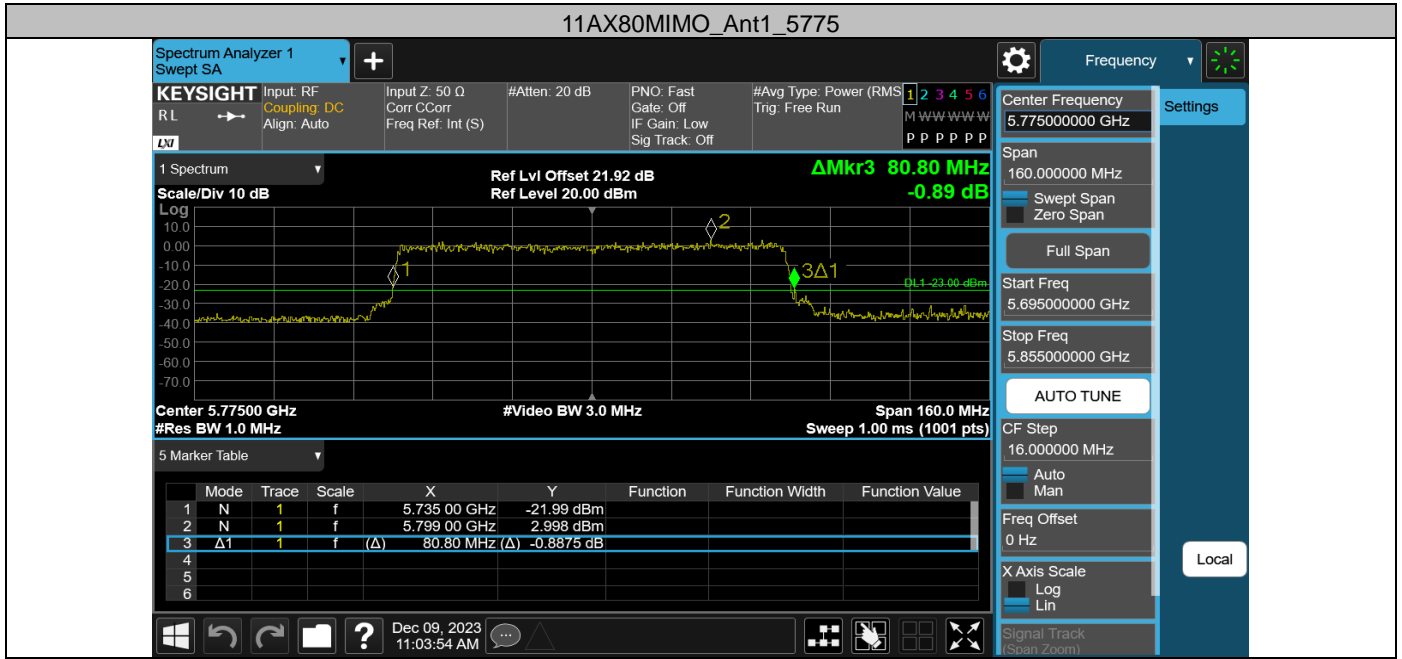 11AX80MIMO_Ant1_5775
Spectrum Analyzer 1
Swept SA
+
Frequency
KEYSIGHT
RL
LXI
Input: RF
Coupling: DC
Align: Auto
Input Z: 50 Ω
Corr CCorr
Freq Ref: Int (S)
#Atten: 20 dB
PNO: Fast
Gate: Off
IF Gain: Low
Sig Track: Off
#Avg Type: Power (RMS
Trig: Free Run
1 2 3 4 5 6
M W W W W W
P P P P P P
1 Spectrum
Scale/Div 10 dB
Ref Lvl Offset 21.92 dB
Ref Level 20.00 dBm
ΔMkr3 80.80 MHz
-0.89 dB
Log
10.0
0.00
-10.0
-20.0
-30.0
-40.0
-50.0
-60.0
-70.0
1
2
3Δ1
DL1 -23.00 dBm
Center 5.77500 GHz
#Video BW 3.0 MHz
Span 160.0 MHz
#Res BW 1.0 MHz
Sweep 1.00 ms (1001 pts)
5 Marker Table
Mode Trace Scale X Y Function Function Width Function Value
1 N 1 f 5.735 00 GHz -21.99 dBm
2 N 1 f 5.799 00 GHz 2.998 dBm
3 Δ1 1 f (Δ) 80.80 MHz (Δ) -0.8875 dB
4
5
6
?
Dec 09, 2023
11:03:54 AM
Center Frequency
5.775000000 GHz
Span
160.000000 MHz
Swept Span
Zero Span
Full Span
Start Freq
5.695000000 GHz
Stop Freq
5.855000000 GHz
AUTO TUNE
CF Step
16.000000 MHz
Auto
Man
Freq Offset
0 Hz
X Axis Scale
Log
Lin
Signal Track
(Span Zoom)
Settings
Local